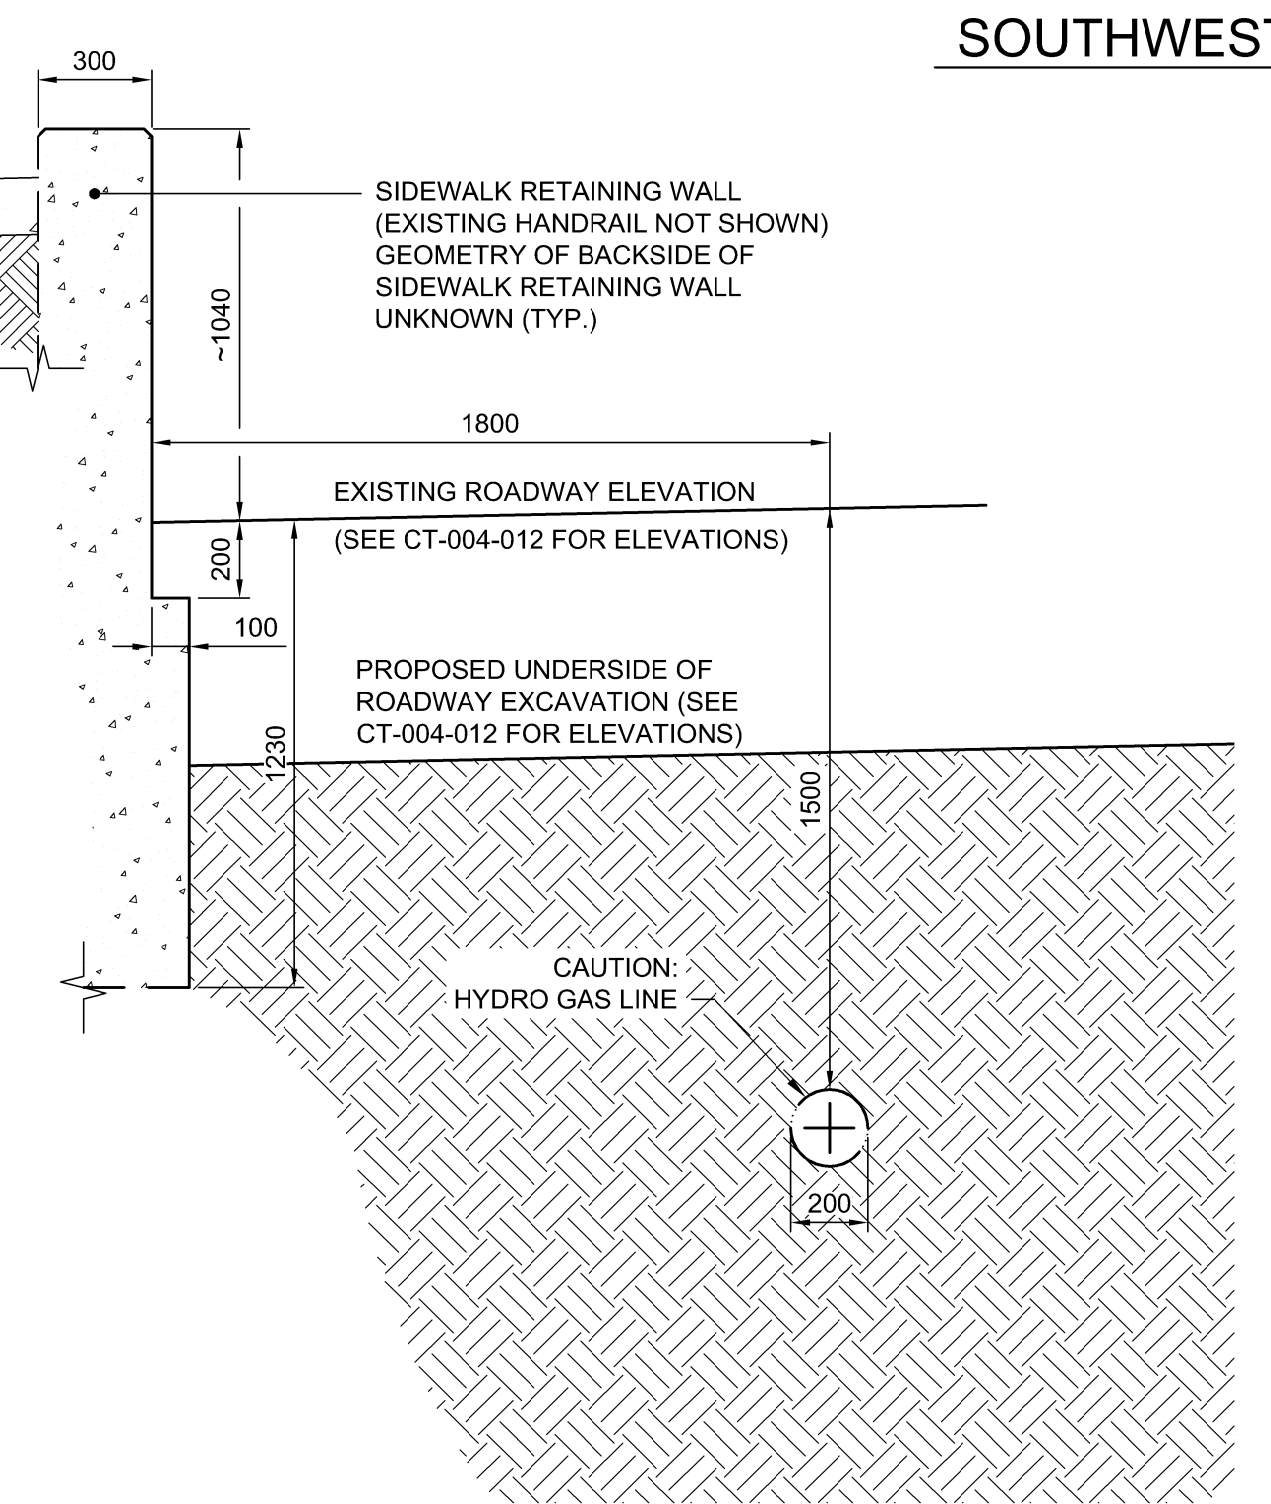 SOUTHWEST
300
SIDEWALK RETAINING WALL
(EXISTING HANDRAIL NOT SHOWN)
GEOMETRY OF BACKSIDE OF
SIDEWALK RETAINING WALL
UNKNOWN (TYP.)
~1040
1800
EXISTING ROADWAY ELEVATION
(SEE CT-004-012 FOR ELEVATIONS)
200
100
PROPOSED UNDERSIDE OF
ROADWAY EXCAVATION (SEE
CT-004-012 FOR ELEVATIONS)
1230
1500
CAUTION:
HYDRO GAS LINE
200